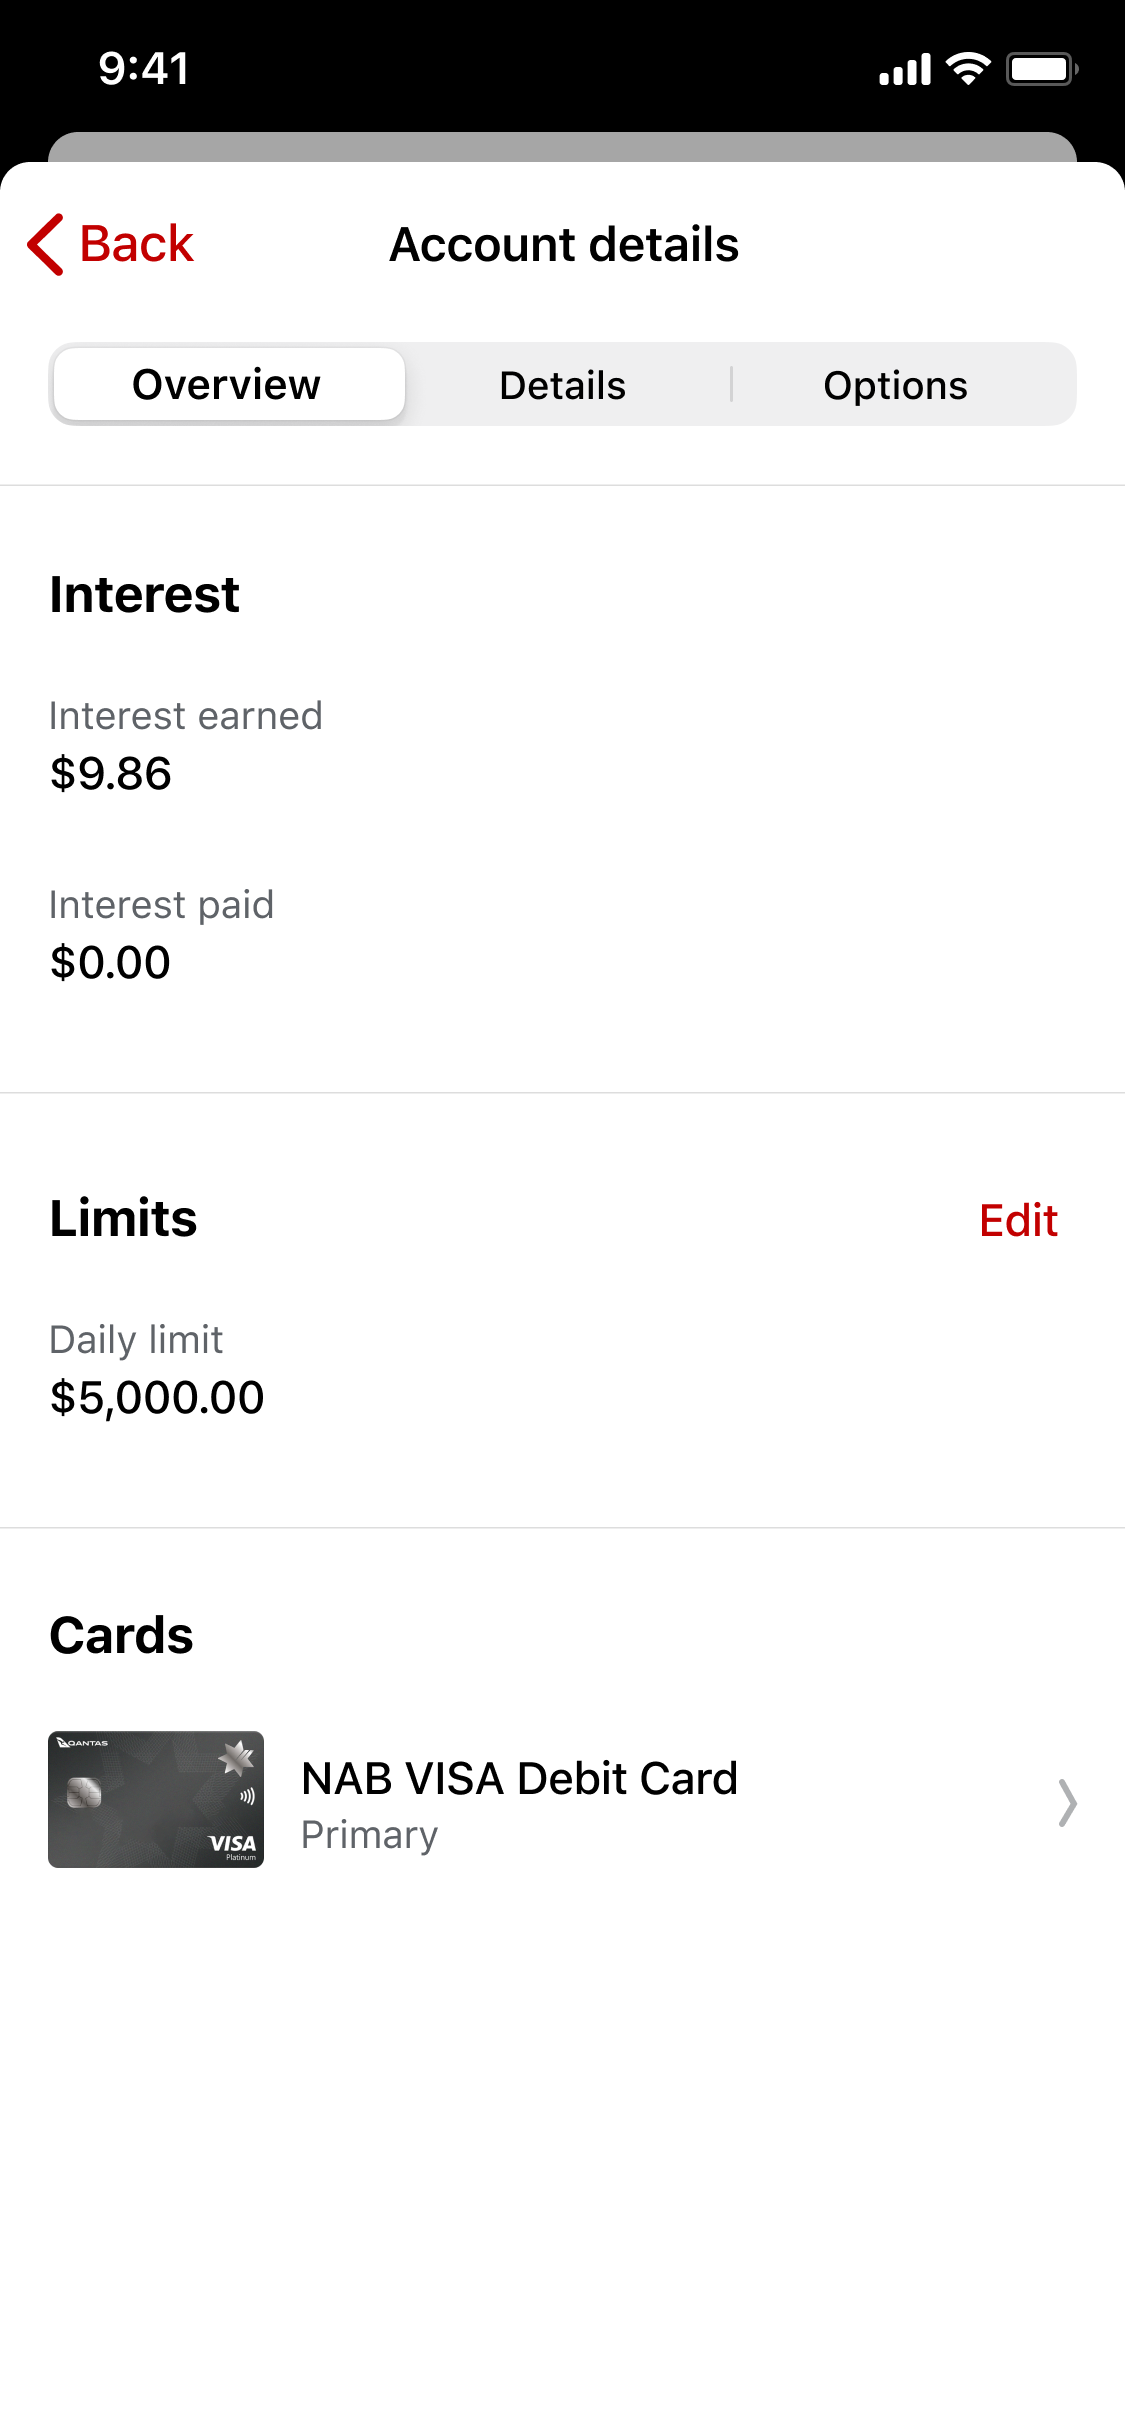 9:41
Back
Account details
Overview
Details
Options
Interest
Interest earned
$9.86
Interest paid
$0.00
Limits
Edit
Daily limit
$5,000.00
Cards
QANTAS
VISA
Platinum
NAB VISA Debit Card
Primary